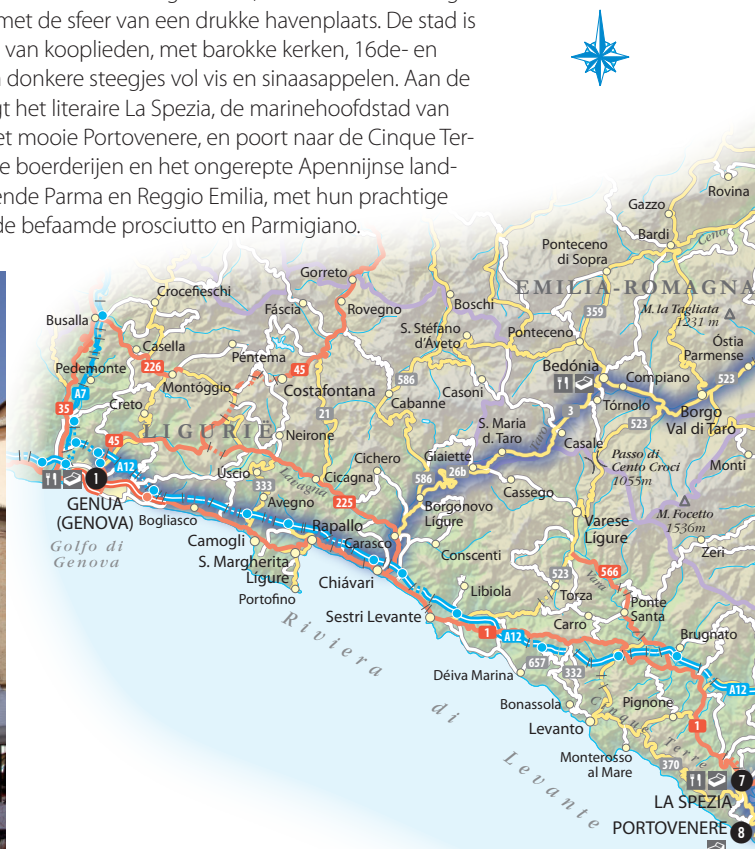 met de sfeer van een drukke havenplaats. De stad is
van kooplieden, met barokke kerken, 16de- en
donkere steegjes vol vis en sinaasappelen. Aan de
gt het literaire La Spezia, de marinehoofdstad van
et mooie Portovenere, en poort naar de Cinque Ter-
e boerderijen en het ongerepte Apennijnse land-
ende Parma en Reggio Emilia, met hun prachtige
de befaamde prosciutto en Parmigiano.
Rovina
Gazzo
Bardi
Ceno
Ponteceno
di Sopra
Gorreto
EMILIA-ROMAGNA
Crocefieschi
Fáscia
Rovegno
Boschi
359
M. la Tagliata
1231 m
Busalla
S. Stéfano
d'Áveto
Ponteceno
Óstia
Parmense
Casella
Péntema
226
45
Bedónia
Pedemonte
Montóggio
Costafontana
586
Casoni
Compiano
523
A7
Cabanne
Creto
21
3
Tórnolo
Borgo
Val di Taro
35
45
LIGURIË
Neirone
S. Maria
d. Taro
Taro
523
Casale
Cichero
Giaiette
Passo di
Cento Croci
1055m
Monti
1
A12
Uscio
Lavagna
Cicagna
586
26b
Cassego
333
225
GENUA
(GENOVA)
Avegno
Borgonovo
Lígure
M. Focetto
1536m
Bogliasco
Rapallo
Varese
Ligure
Golfo di
Genova
Camogli
Carasco
Conscenti
Zeri
S. Margherita
Ligure
Chiávari
566
Portofino
523
Vara
Libiola
Torza
Ponte
Santa
Sestri Levante
Carro
1
A12
Brugnato
Riviera di Levante
657
332
A12
Déiva Marina
Bonassola
Pignone
Cinque Terre
Levanto
1
Monterosso
al Mare
370
7
LA SPEZIA
PORTOVENERE
8